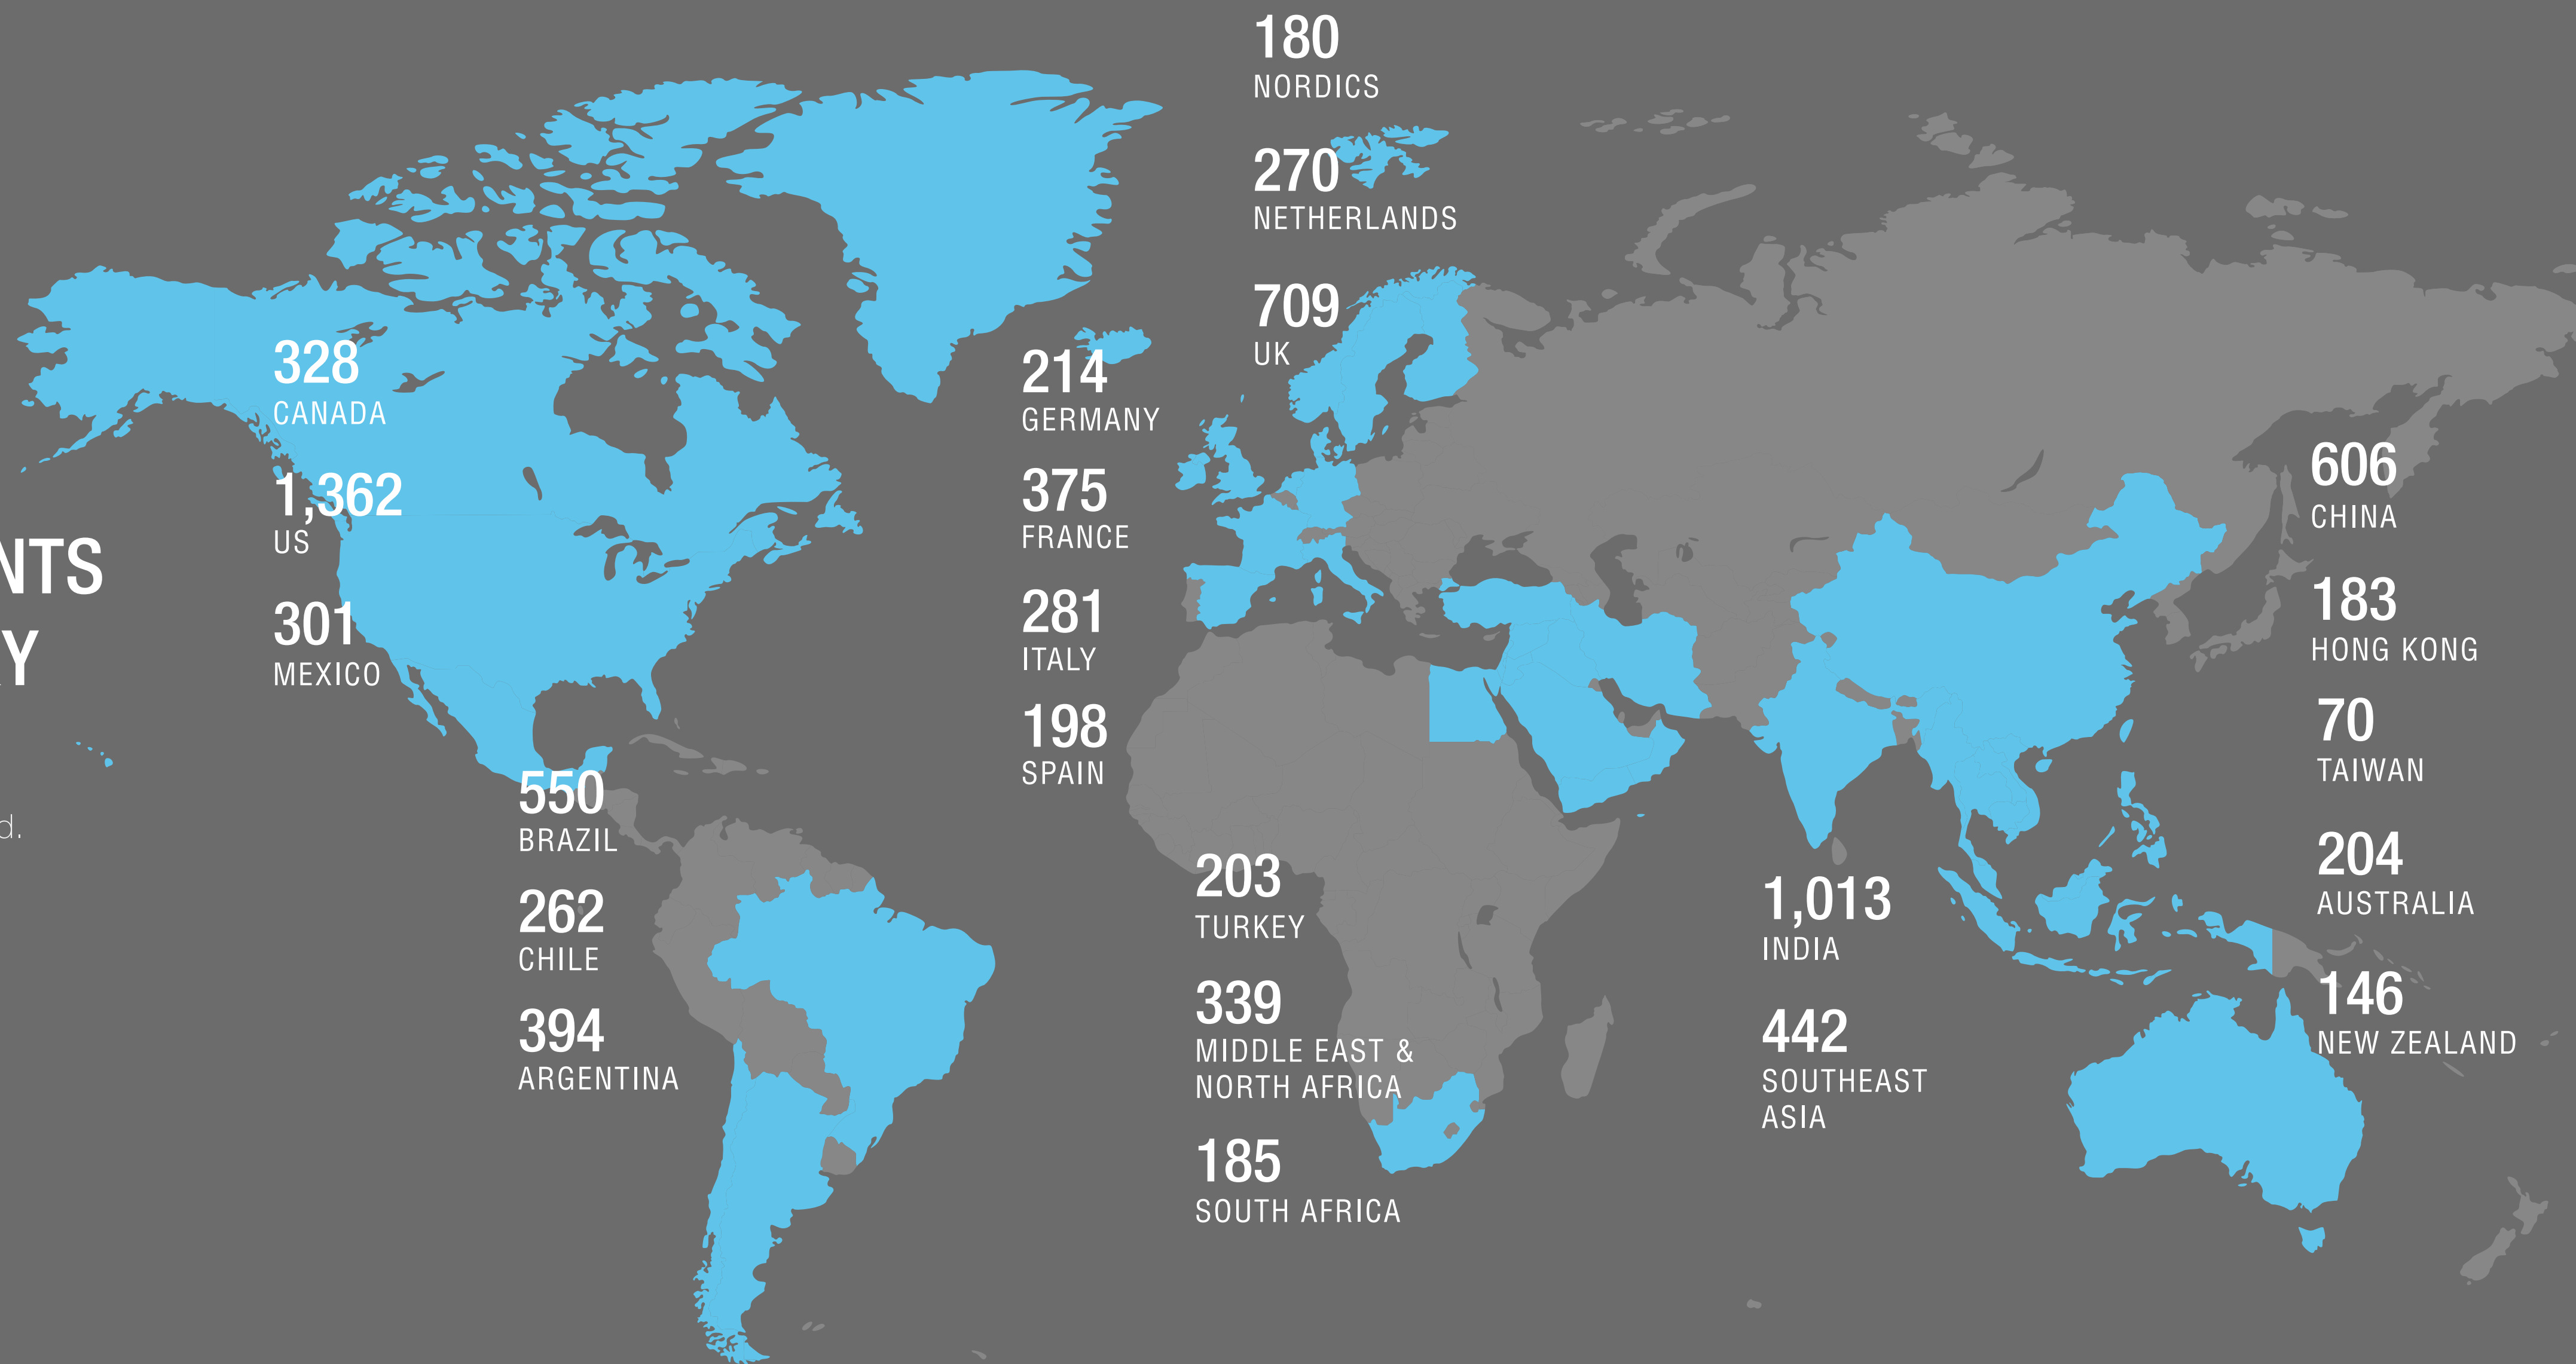 NTS
Y
d.
328
CANADA
1,362
US
301
MEXICO
550
BRAZIL
262
CHILE
394
ARGENTINA
214
GERMANY
375
FRANCE
281
ITALY
198
SPAIN
180
NORDICS
270
NETHERLANDS
709
UK
203
TURKEY
339
MIDDLE EAST &
NORTH AFRICA
185
SOUTH AFRICA
1,013
INDIA
442
SOUTHEAST
ASIA
606
CHINA
183
HONG KONG
70
TAIWAN
204
AUSTRALIA
146
NEW ZEALAND